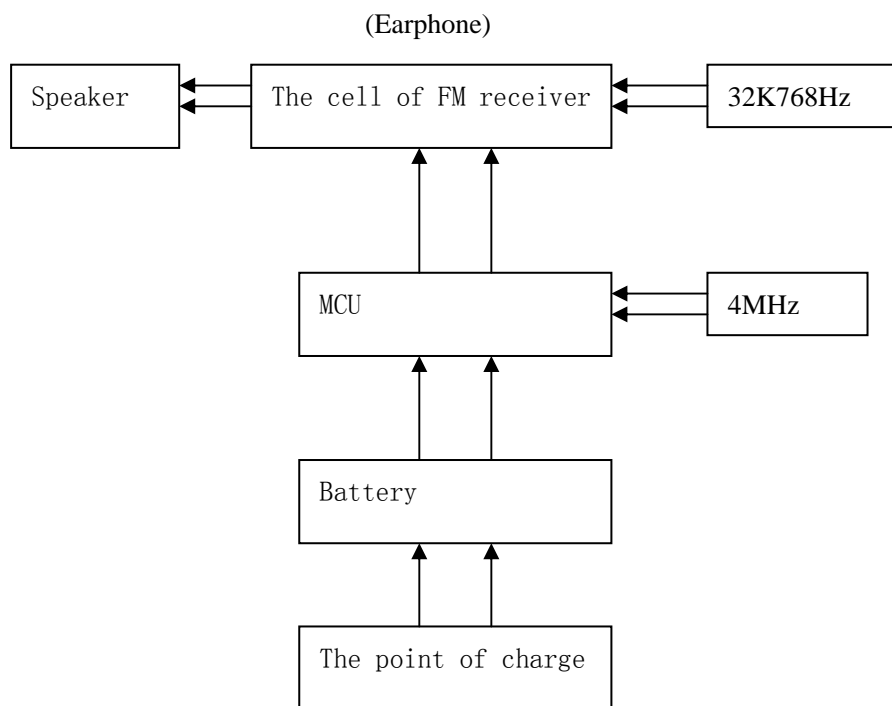 (Earphone)
Speaker
The cell of FM receiver
32K768Hz
MCU
4MHz
Battery
The point of charge